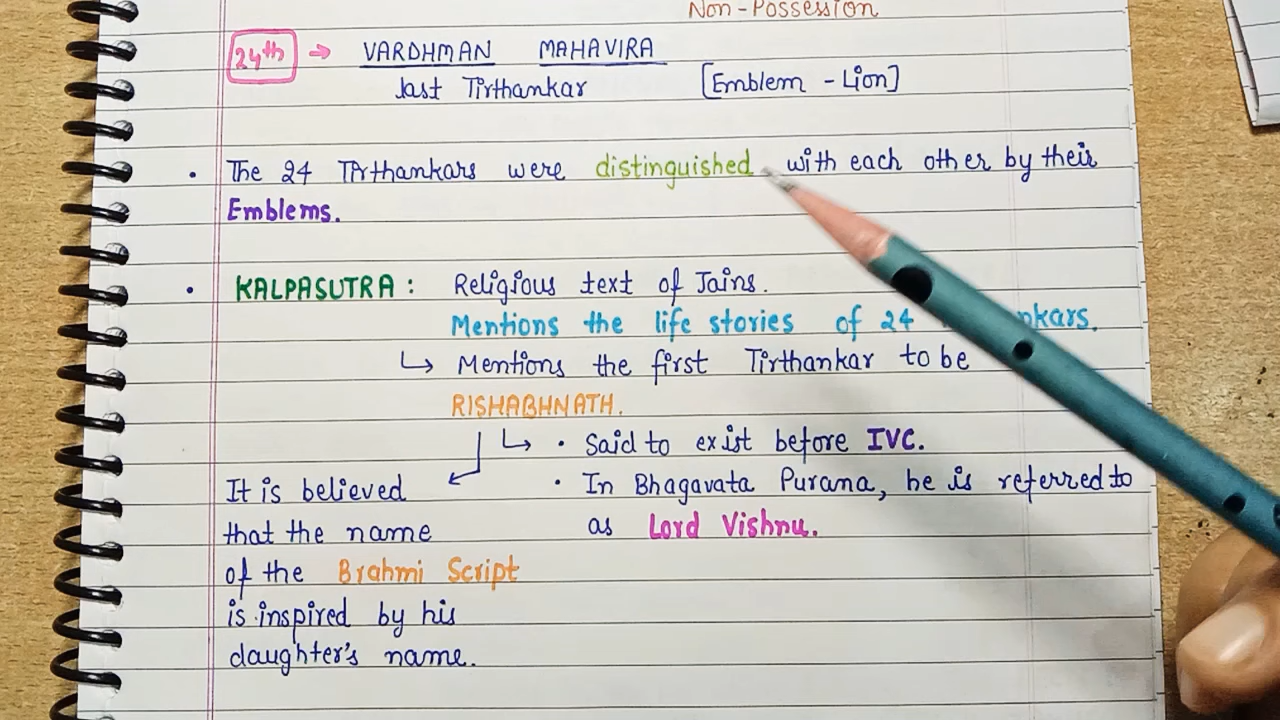 Non-Possession
24th → VARDHMAN MAHAVIRA
last Tirthankar [Emblem - Lion]
• The 24 Tirthankars were distinguished with each other by their
Emblems.
• KALPASUTRA : Religious text of Jains.
Mentions the life stories of 24
↳ Mentions the first Tirthankar to be
RISHABHNATH.
↳ • Said to exist before IVC.
It is believed
• In Bhagavata Purana, he is referred to
that the name
as Lord Vishnu.
of the Brahmi Script
is inspired by his
daughter's name.